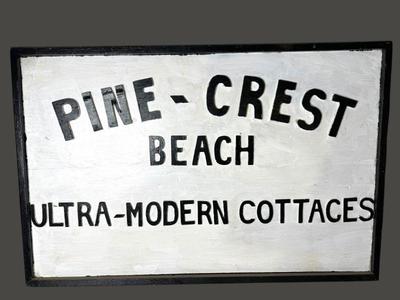 PINE - CREST
BEACH
ULTRA-MODERN COTTAGES